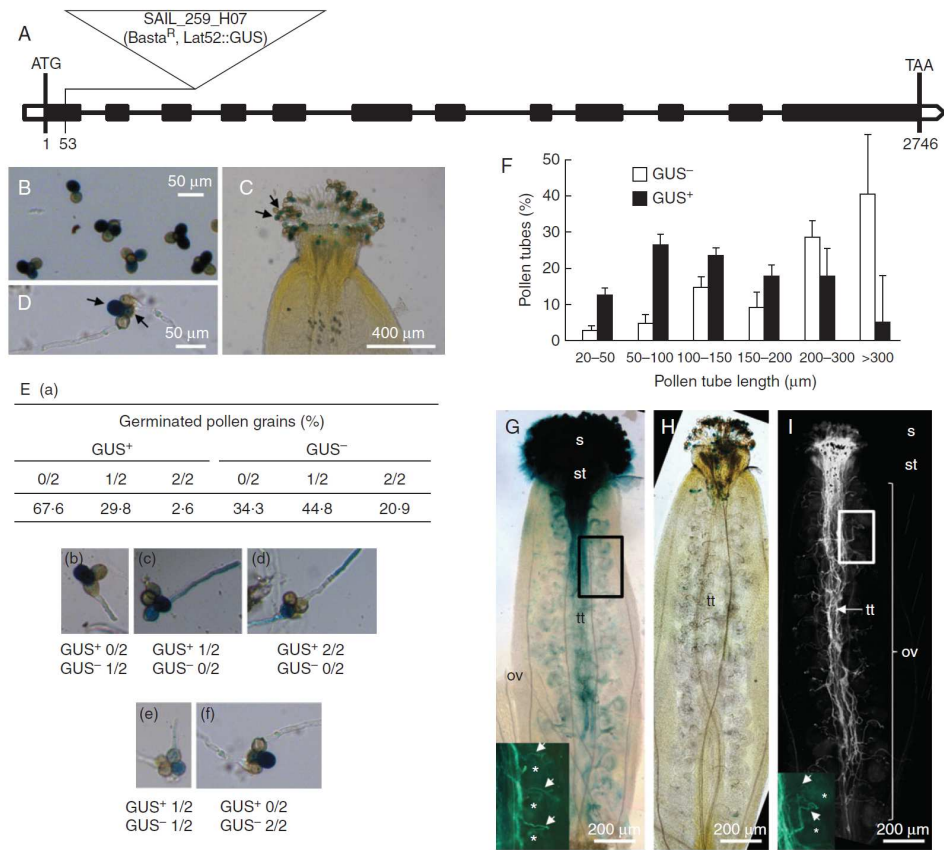 A
SAIL_259_H07
(Basta^R, Lat52::GUS)
ATG
TAA
1 53
2746
B
50 μm
C
400 μm
D
50 μm
E (a)
Germinated pollen grains (%)
GUS⁺ GUS⁻
0/2 1/2 2/2 0/2 1/2 2/2
67·6 29·8 2·6 34·3 44·8 20·9
(b) (c) (d)
GUS⁺ 0/2 GUS⁺ 1/2 GUS⁺ 2/2
GUS⁻ 1/2 GUS⁻ 0/2 GUS⁻ 0/2
(e) (f)
GUS⁺ 1/2 GUS⁺ 0/2
GUS⁻ 1/2 GUS⁻ 2/2
F
Pollen tubes (%)
50
40
30
20
10
0
GUS⁻
GUS⁺
20–50 50–100 100–150 150–200 200–300 >300
Pollen tube length (μm)
G
s
st
tt
ov
* * *
200 μm
H
tt
200 μm
I
s
st
tt
ov
* *
200 μm